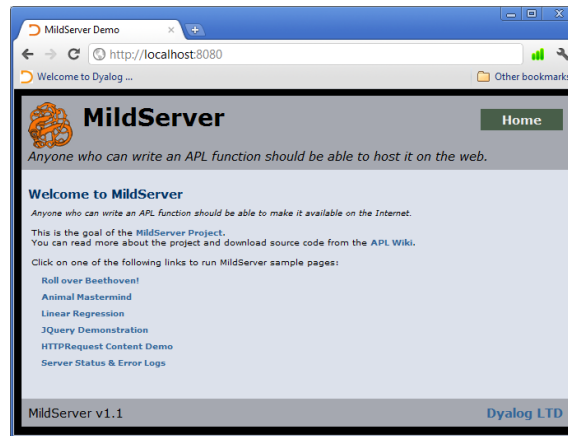 MildServer Demo
http://localhost:8080
Welcome to Dyalog ...
Other bookmarks
MildServer
Home
Anyone who can write an APL function should be able to host it on the web.
Welcome to MildServer
Anyone who can write an APL function should be able to make it available on the Internet.
This is the goal of the MildServer Project.
You can read more about the project and download source code from the APL Wiki.
Click on one of the following links to run MildServer sample pages:
Roll over Beethoven!
Animal Mastermind
Linear Regression
JQuery Demonstration
HTTPRequest Content Demo
Server Status & Error Logs
MildServer v1.1
Dyalog LTD